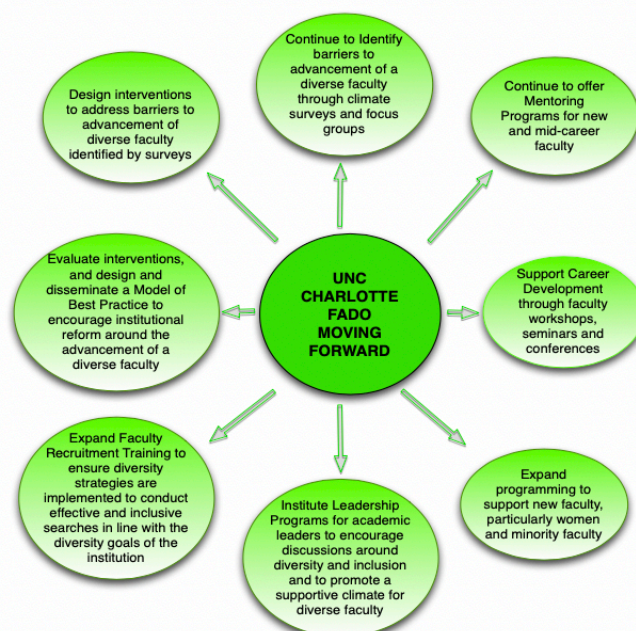 Continue to Identify
barriers to
advancement of a
diverse faculty
through climate
surveys and focus
groups
Design interventions
to address barriers to
advancement of
diverse faculty
identified by surveys
Continue to offer
Mentoring
Programs for new
and mid-career
faculty
Evaluate interventions,
and design and
disseminate a Model of
Best Practice to
encourage institutional
reform around the
advancement of a
diverse faculty
UNC
CHARLOTTE
FADO
MOVING
FORWARD
Support Career
Development
through faculty
workshops,
seminars and
conferences
Expand Faculty
Recruitment Training to
ensure diversity
strategies are
implemented to conduct
effective and inclusive
searches in line with the
diversity goals of the
institution
Institute Leadership
Programs for academic
leaders to encourage
discussions around
diversity and inclusion
and to promote a
supportive climate for
diverse faculty
Expand
programming to
support new faculty,
particularly women
and minority faculty